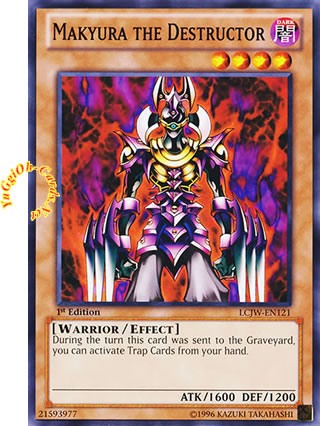 MAKYURA THE DESTRUCTOR
DARK
闇
YuGgiOh-Cards.Net
1st Edition
LCJW-EN121
[WARRIOR / EFFECT]
During the turn this card was sent to the Graveyard,
you can activate Trap Cards from your hand.
ATK/1600 DEF/1200
21593977
©1996 KAZUKI TAKAHASHI